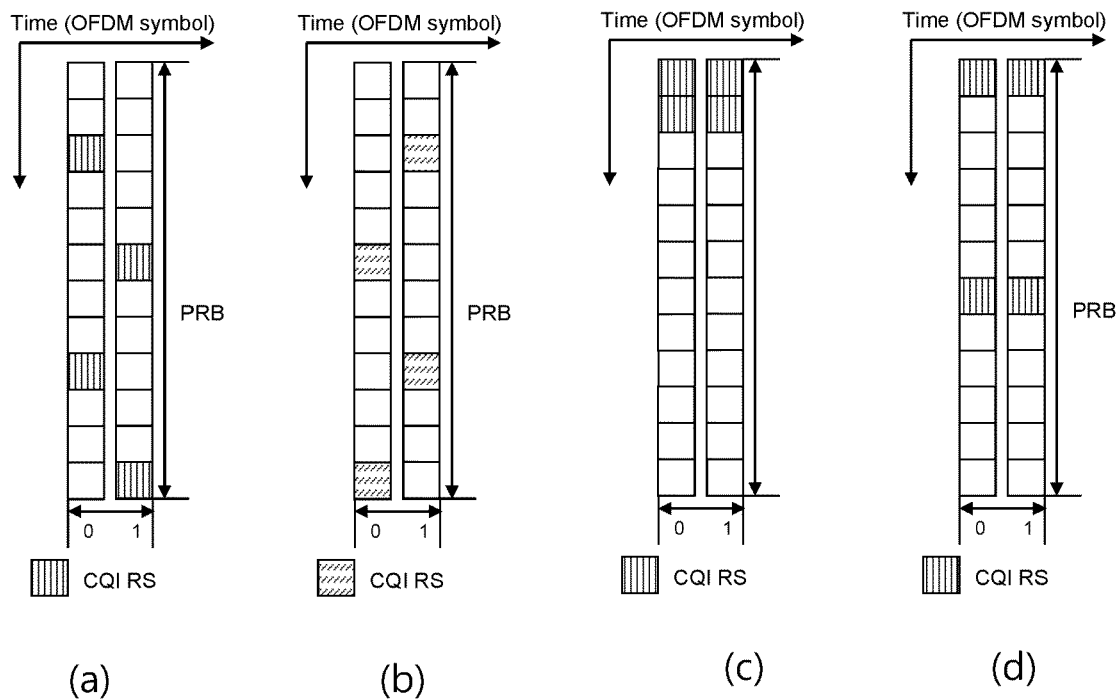 Time (OFDM symbol)
Time (OFDM symbol)
Time (OFDM symbol)
Time (OFDM symbol)
PRB
PRB
PRB
0 1
0 1
0 1
0 1
CQI RS
CQI RS
CQI RS
CQI RS
(a)
(b)
(c)
(d)